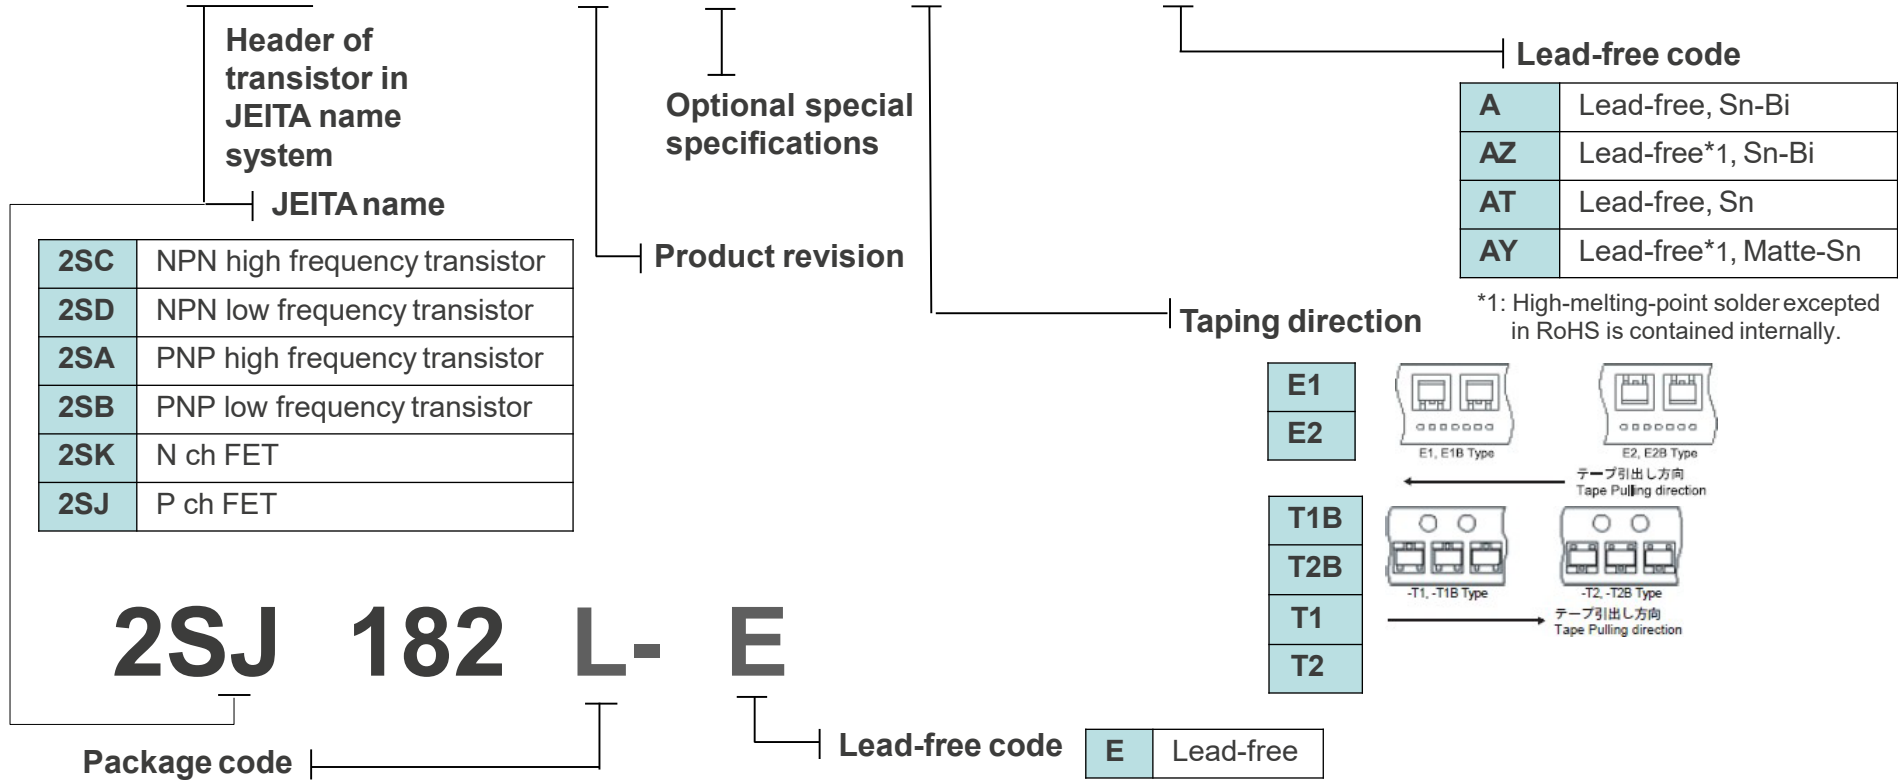 Header of
transistor in
JEITA name
system
JEITA name
2SC NPN high frequency transistor
2SD NPN low frequency transistor
2SA PNP high frequency transistor
2SB PNP low frequency transistor
2SK N ch FET
2SJ P ch FET
Optional special
specifications
Product revision
Lead-free code
A Lead-free, Sn-Bi
AZ Lead-free*1, Sn-Bi
AT Lead-free, Sn
AY Lead-free*1, Matte-Sn
*1: High-melting-point solder excepted
in RoHS is contained internally.
Taping direction
E1
E2
E1, E1B Type
E2, E2B Type
テープ引出し方向
Tape Pulling direction
T1B
T2B
T1
T2
-T1, -T1B Type
-T2, -T2B Type
テープ引出し方向
Tape Pulling direction
2SJ 182 L- E
Package code
Lead-free code
E Lead-free